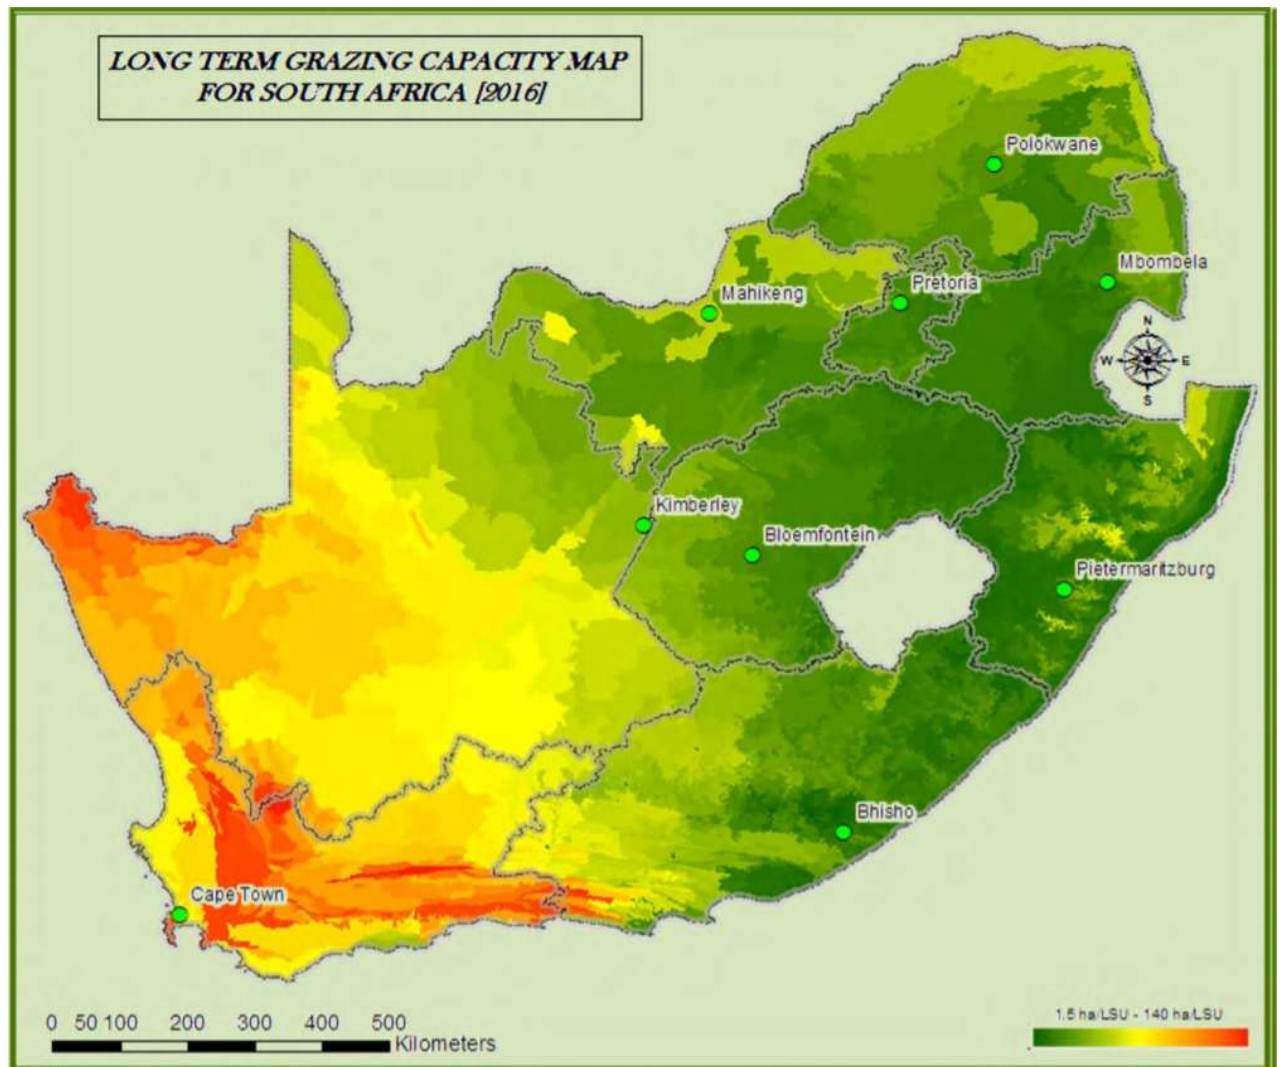 LONG TERM GRAZING CAPACITY MAP
FOR SOUTH AFRICA [2016]
Polokwane
Mbombela
Pretoria
Mahikeng
N
W E
S
Kimberley
Bloemfontein
Pietermaritzburg
Bhisho
Cape Town
1.5 ha/LSU - 140 ha/LSU
0 50 100 200 300 400 500
Kilometers